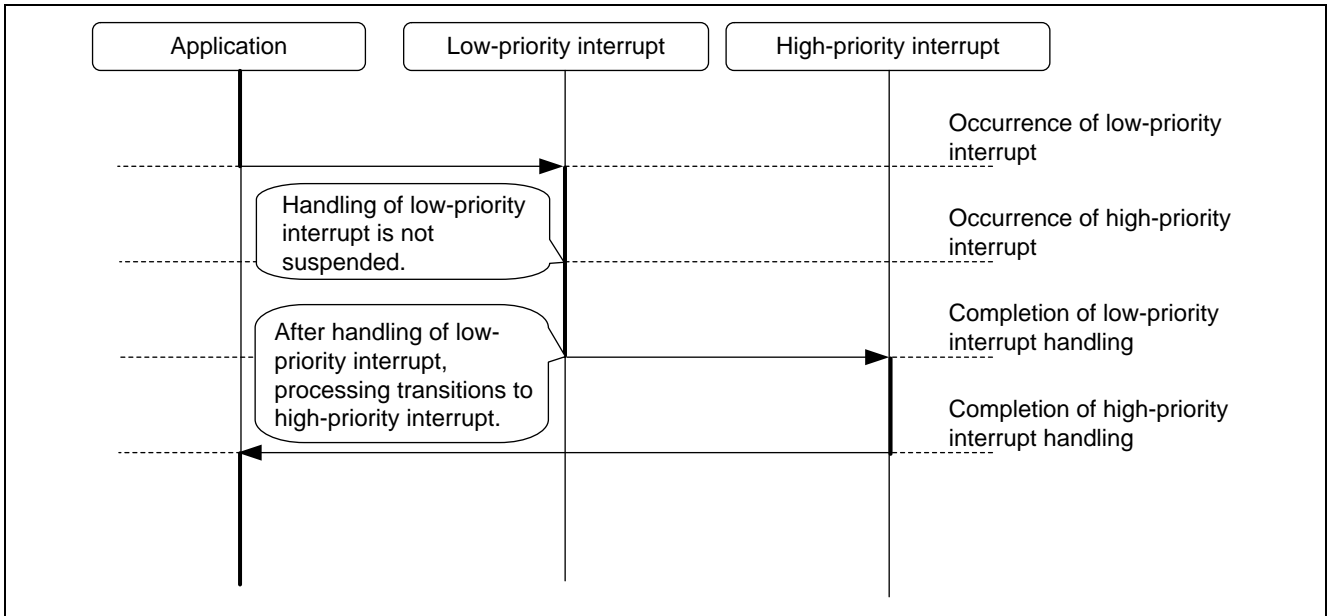 Application
Low-priority interrupt
High-priority interrupt
Occurrence of low-priority
interrupt
Handling of low-priority
interrupt is not
suspended.
Occurrence of high-priority
interrupt
After handling of low-
priority interrupt,
processing transitions to
high-priority interrupt.
Completion of low-priority
interrupt handling
Completion of high-priority
interrupt handling